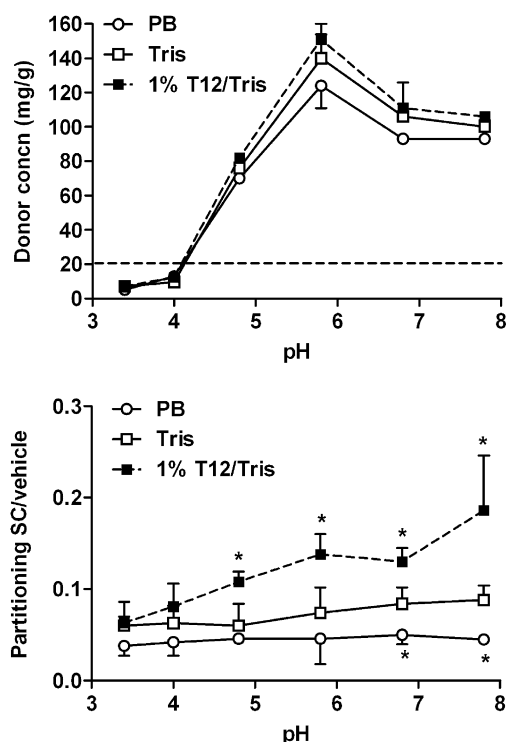 160
140
120
100
80
60
40
20
0
Donor concn (mg/g)
PB
Tris
1% T12/Tris
3 4 5 6 7 8
pH
0.3
0.2
0.1
0.0
Partitioning SC/vehicle
PB
Tris
1% T12/Tris
* * * *
* *
3 4 5 6 7 8
pH